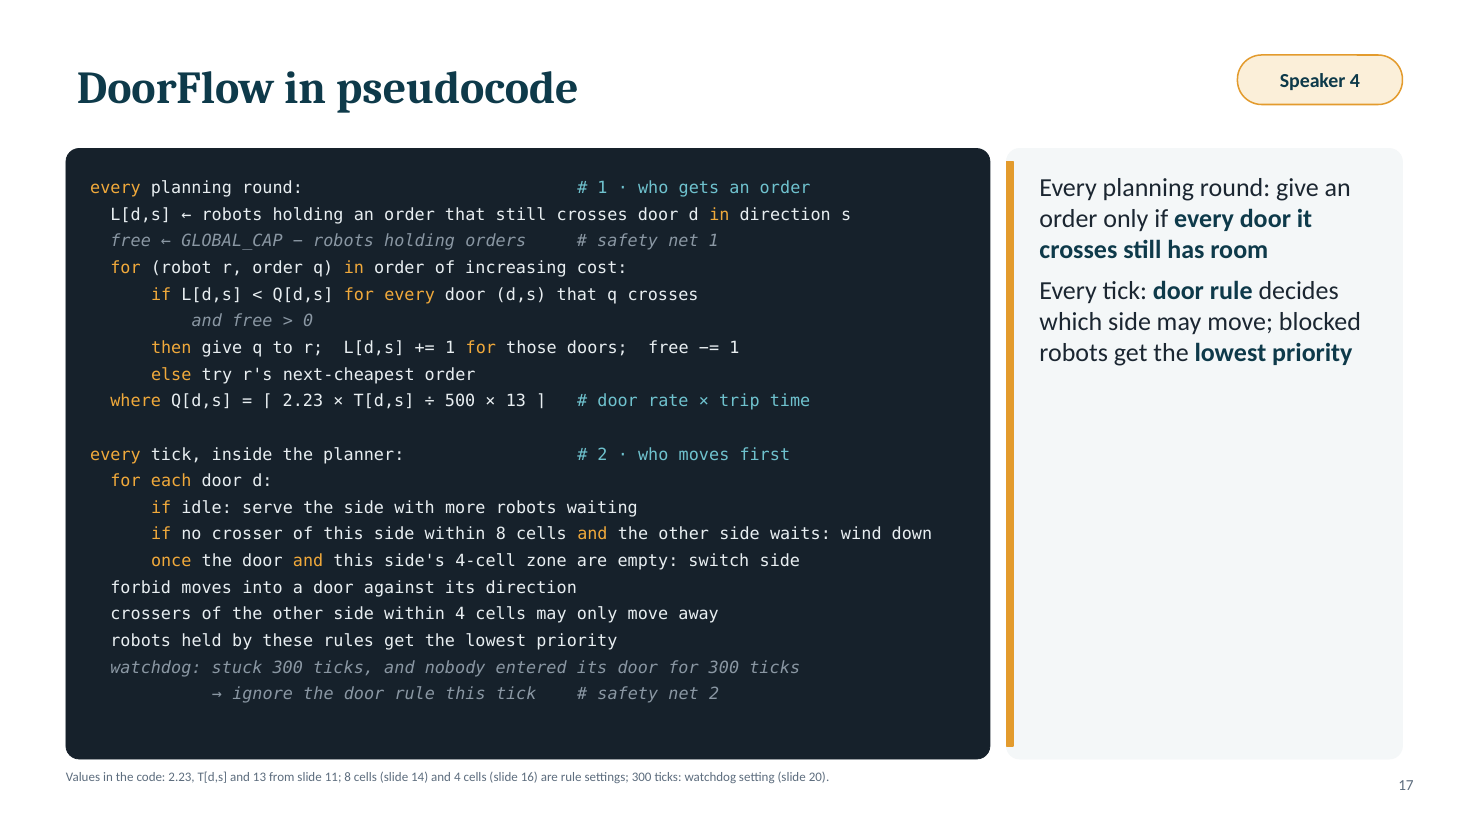 DoorFlow in pseudocode
Speaker 4
every planning round: # 1 · who gets an order
L[d,s] ← robots holding an order that still crosses door d in direction s
free ← GLOBAL_CAP − robots holding orders # safety net 1
for (robot r, order q) in order of increasing cost:
if L[d,s] < Q[d,s] for every door (d,s) that q crosses
and free > 0
then give q to r; L[d,s] += 1 for those doors; free −= 1
else try r's next-cheapest order
where Q[d,s] = ⌈ 2.23 × T[d,s] ÷ 500 × 13 ⌉ # door rate × trip time
every tick, inside the planner: # 2 · who moves first
for each door d:
if idle: serve the side with more robots waiting
if no crosser of this side within 8 cells and the other side waits: wind down
once the door and this side's 4-cell zone are empty: switch side
forbid moves into a door against its direction
crossers of the other side within 4 cells may only move away
robots held by these rules get the lowest priority
watchdog: stuck 300 ticks, and nobody entered its door for 300 ticks
→ ignore the door rule this tick # safety net 2
Every planning round: give an
order only if every door it
crosses still has room
Every tick: door rule decides
which side may move; blocked
robots get the lowest priority
Values in the code: 2.23, T[d,s] and 13 from slide 11; 8 cells (slide 14) and 4 cells (slide 16) are rule settings; 300 ticks: watchdog setting (slide 20).
17